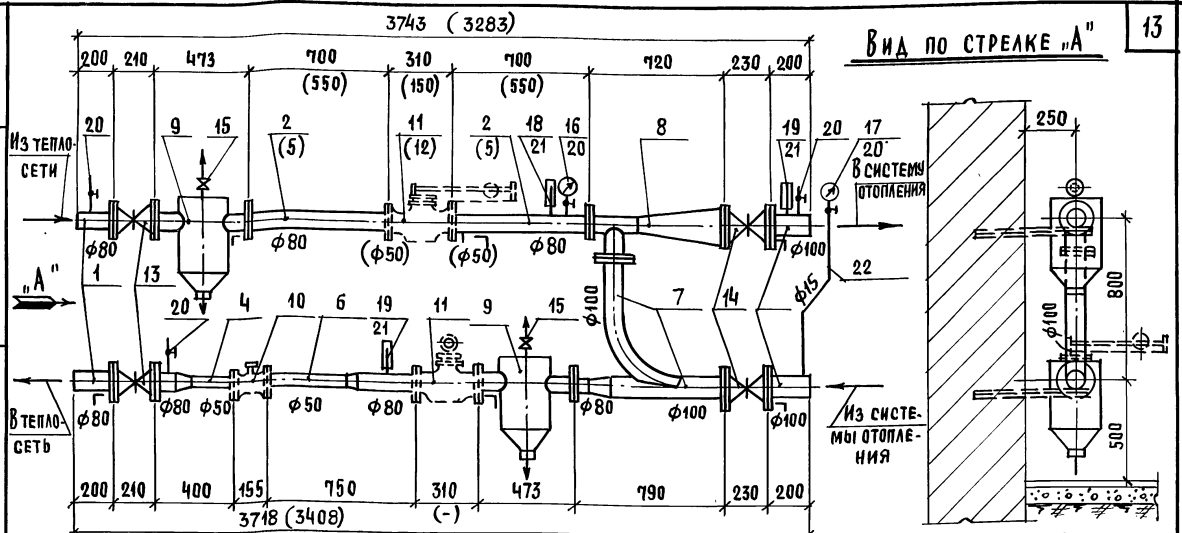 3743 (3283)
13
Вид по стрелке „А"
200 210 473 700 310 700 720 230 200
(550) (150) (550)
250
20 9 15 2 11 2 18 16 8 19 20 17
(5) (12) (5) 21 20 21 20
Из тепло-
сети
В систему
отопления
ф80 ф80 (ф50) (ф50) ф80 ф100
„А"
1 13 20 4 10 6 19 11 9 15 7 14 22
21
ф100
ф15
800
ф100
ф80 ф80 ф50 ф50 ф80 ф80 ф100 ф100
В тепло-
сеть
Из систе-
мы отопле-
ния
500
200 210 400 155 750 310 473 790 230 200
(-)
3718 (3408)